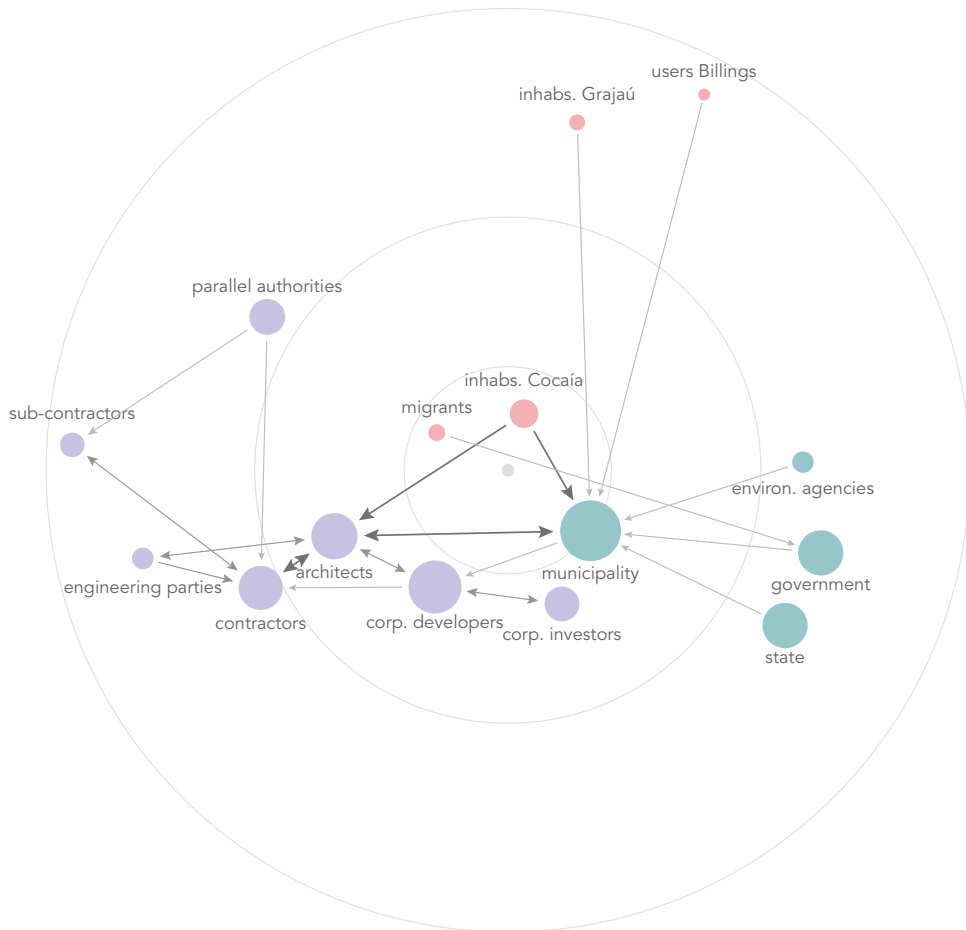 users Billings
inhabs. Grajaú
parallel authorities
inhabs. Cocaía
migrants
sub-contractors
environ. agencies
architects
municipality
engineering parties
government
contractors
corp. developers
corp. investors
state